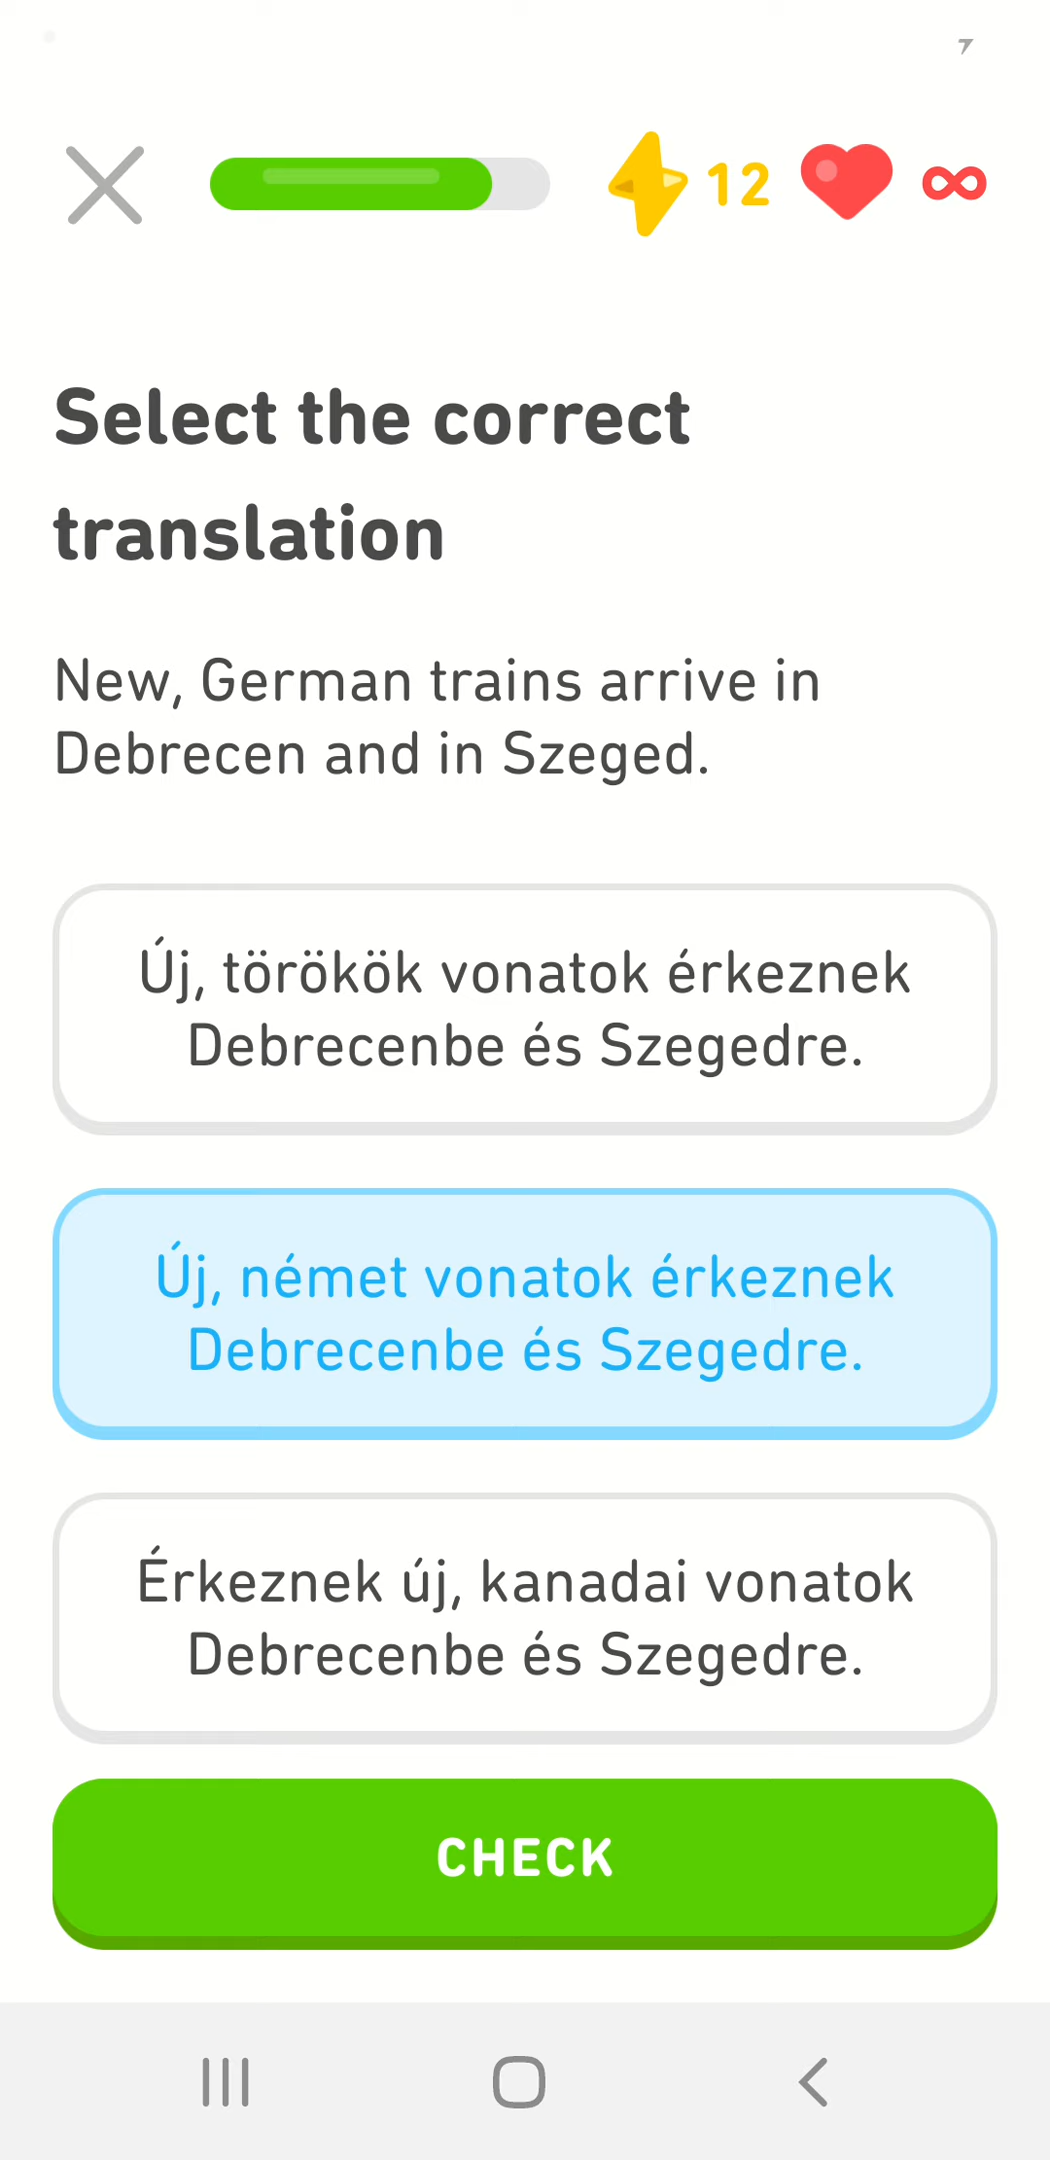 12
Select the correct
translation
New, German trains arrive in
Debrecen and in Szeged.
Új, törökök vonatok érkeznek
Debrecenbe és Szegedre.
Új, német vonatok érkeznek
Debrecenbe és Szegedre.
Érkeznek új, kanadai vonatok
Debrecenbe és Szegedre.
CHECK